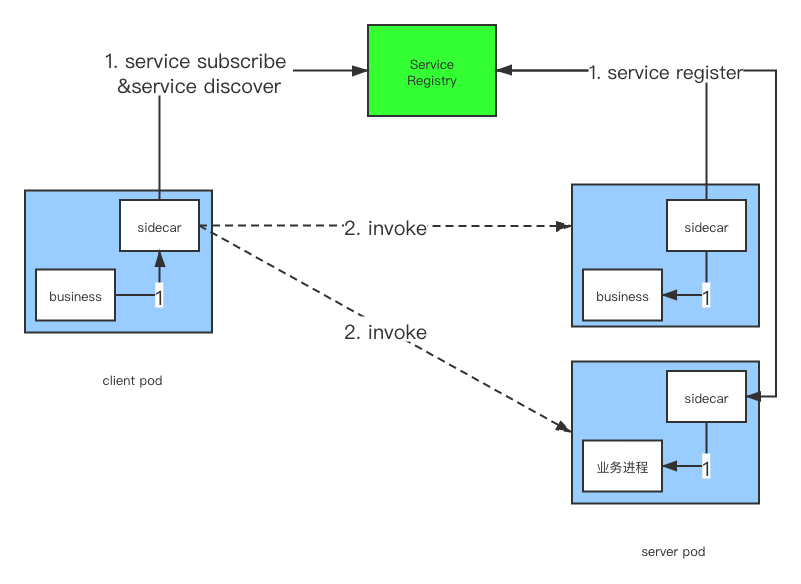 1. service subscribe
&service discover
Service
Registry
1. service register
sidecar
business
1
client pod
2. invoke
2. invoke
sidecar
business
1
sidecar
业务进程
1
server pod